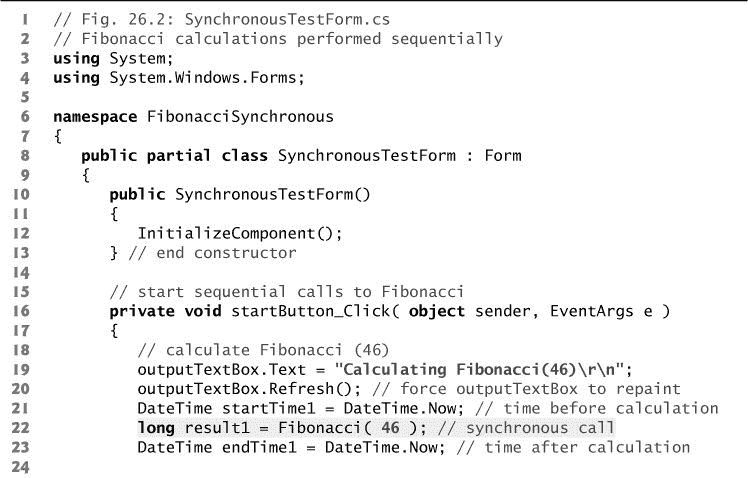 1 // Fig. 26.2: SynchronousTestForm.cs
2 // Fibonacci calculations performed sequentially
3 using System;
4 using System.Windows.Forms;
5
6 namespace FibonacciSynchronous
7 {
8 public partial class SynchronousTestForm : Form
9 {
10 public SynchronousTestForm()
11 {
12 InitializeComponent();
13 } // end constructor
14
15 // start sequential calls to Fibonacci
16 private void startButton_Click( object sender, EventArgs e )
17 {
18 // calculate Fibonacci (46)
19 outputTextBox.Text = "Calculating Fibonacci(46)\r\n";
20 outputTextBox.Refresh(); // force outputTextBox to repaint
21 DateTime startTime1 = DateTime.Now; // time before calculation
22 long result1 = Fibonacci( 46 ); // synchronous call
23 DateTime endTime1 = DateTime.Now; // time after calculation
24